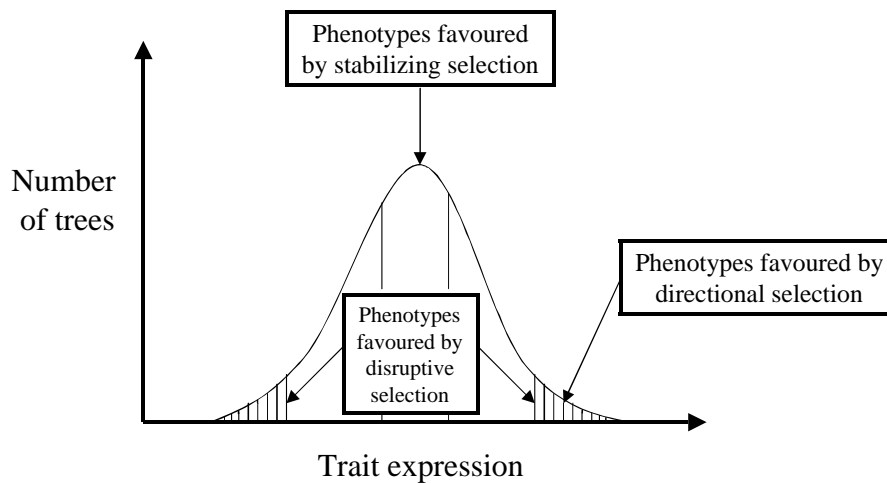 Phenotypes favoured
by stabilizing selection
Number
of trees
Phenotypes favoured by
directional selection
Phenotypes
favoured by
disruptive
selection
Trait expression